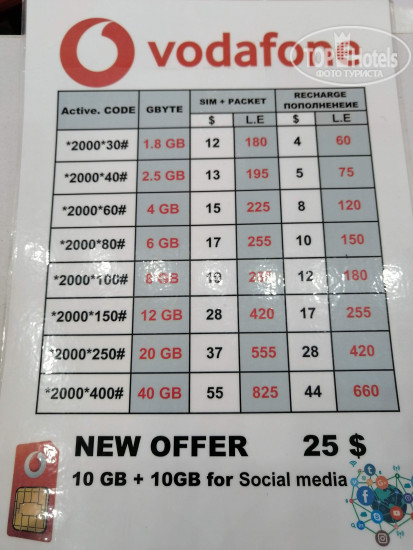 vodafone
TopHotels
ФОТО ТУРИСТА
Active. CODE GBYTE SIM + PACKET RECHARGE
ПОПОЛНЕНЕИЕ
$ L.E $ L.E
*2000*30# 1.8 GB 12 180 4 60
*2000*40# 2.5 GB 13 195 5 75
*2000*60# 4 GB 15 225 8 120
*2000*80# 6 GB 17 255 10 150
*2000*100# 8 GB 19 12 180
*2000*150# 12 GB 28 420 17 255
*2000*250# 20 GB 37 555 28 420
*2000*400# 40 GB 55 825 44 660
NEW OFFER 25 $
10 GB + 10GB for Social media